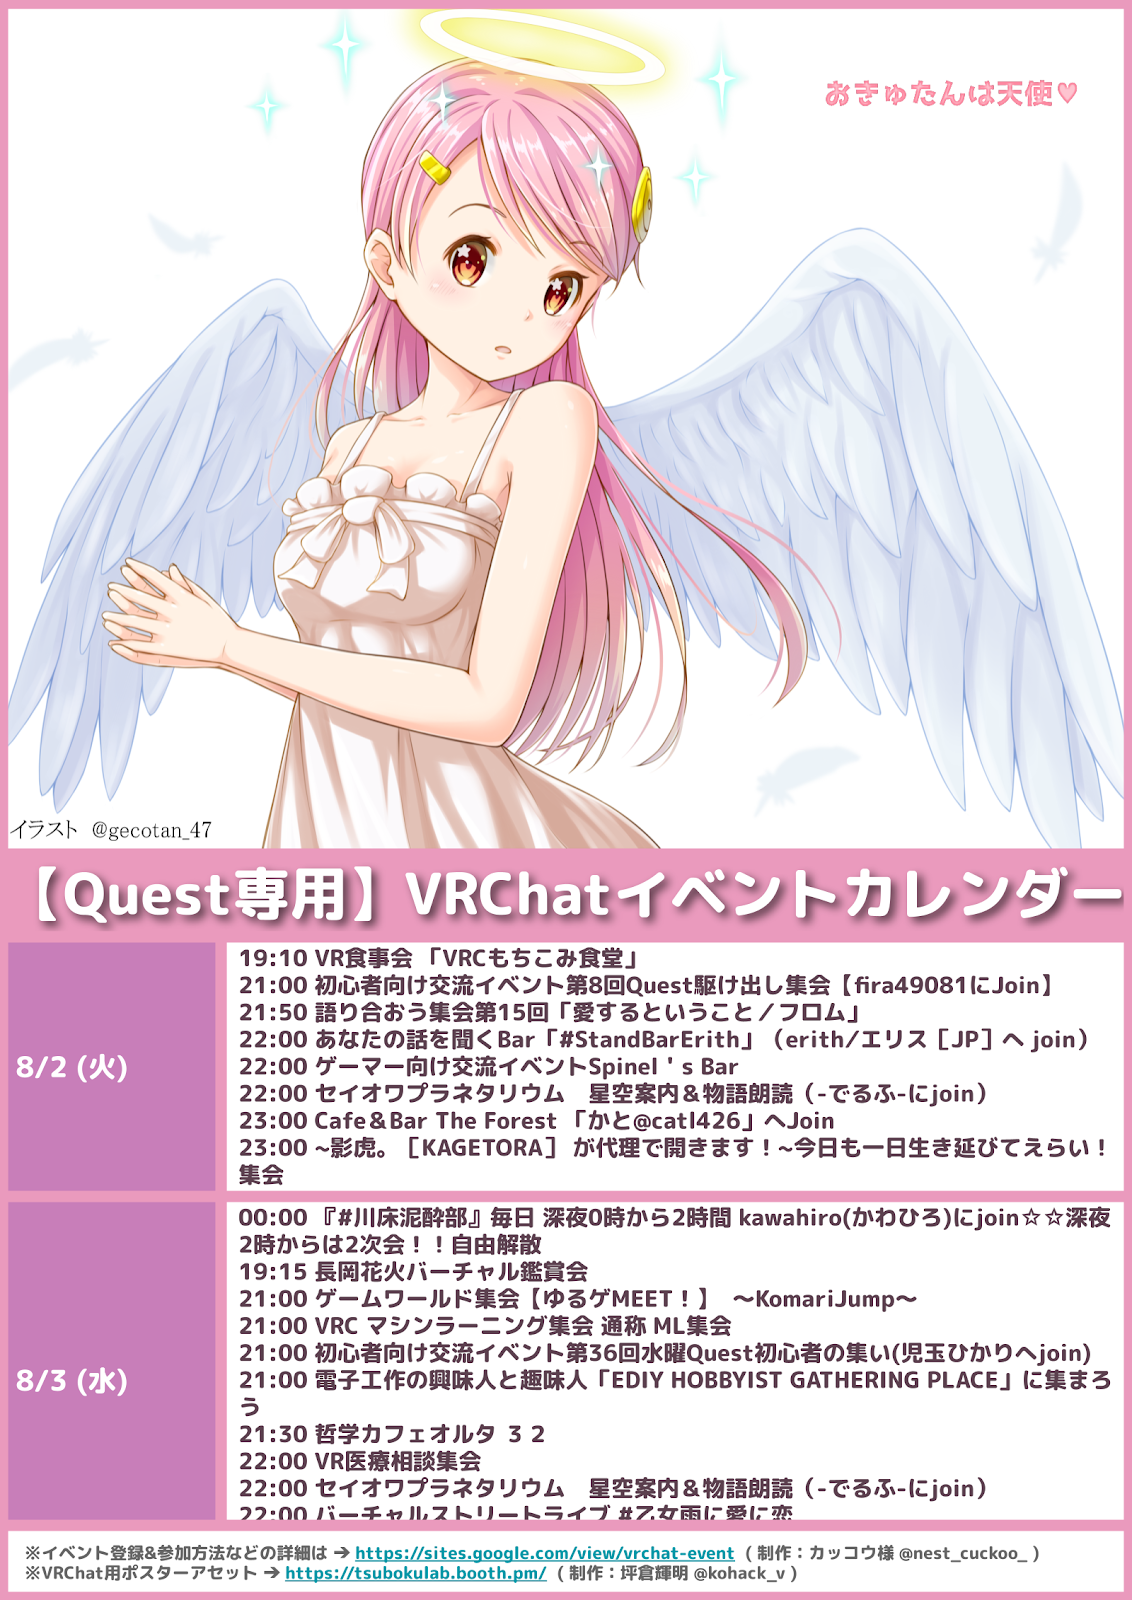 おきゅたんは天使♥
イラスト @gecotan_47
【Quest専用】VRChatイベントカレンダー
8/2 (火)
19:10 VR食事会 「VRCもちこみ食堂」
21:00 初心者向け交流イベント第8回Quest駆け出し集会【fira49081にJoin】
21:50 語り合おう集会第15回「愛するということ／フロム」
22:00 あなたの話を聞くBar「#StandBarErith」（erith/エリス［JP］へ join）
22:00 ゲーマー向け交流イベントSpinel＇s Bar
22:00 セイオワプラネタリウム　星空案内＆物語朗読（-でるふ-にjoin）
23:00 Cafe＆Bar The Forest 「かと@catl426」へJoin
23:00 ~影虎。［KAGETORA］ が代理で開きます！~今日も一日生き延びてえらい！
集会
8/3 (水)
00:00 『#川床泥酔部』毎日 深夜0時から2時間 kawahiro(かわひろ)にjoin☆☆深夜
2時からは2次会！！自由解散
19:15 長岡花火バーチャル鑑賞会
21:00 ゲームワールド集会【ゆるゲMEET！】 〜KomariJump〜
21:00 VRC マシンラーニング集会 通称 ML集会
21:00 初心者向け交流イベント第36回水曜Quest初心者の集い(児玉ひかりへjoin)
21:00 電子工作の興味人と趣味人「EDIY HOBBYIST GATHERING PLACE」に集まろ
う
21:30 哲学カフェオルタ ３２
22:00 VR医療相談集会
22:00 セイオワプラネタリウム　星空案内＆物語朗読（-でるふ-にjoin）
22:00 バーチャルストリートライブ #乙女雨に愛に恋
※イベント登録&参加方法などの詳細は ➔ https://sites.google.com/view/vrchat-event （ 制作：カッコウ様 @nest_cuckoo_ ）
※VRChat用ポスターアセット ➔ https://tsubokulab.booth.pm/ （ 制作：坪倉輝明 @kohack_v ）